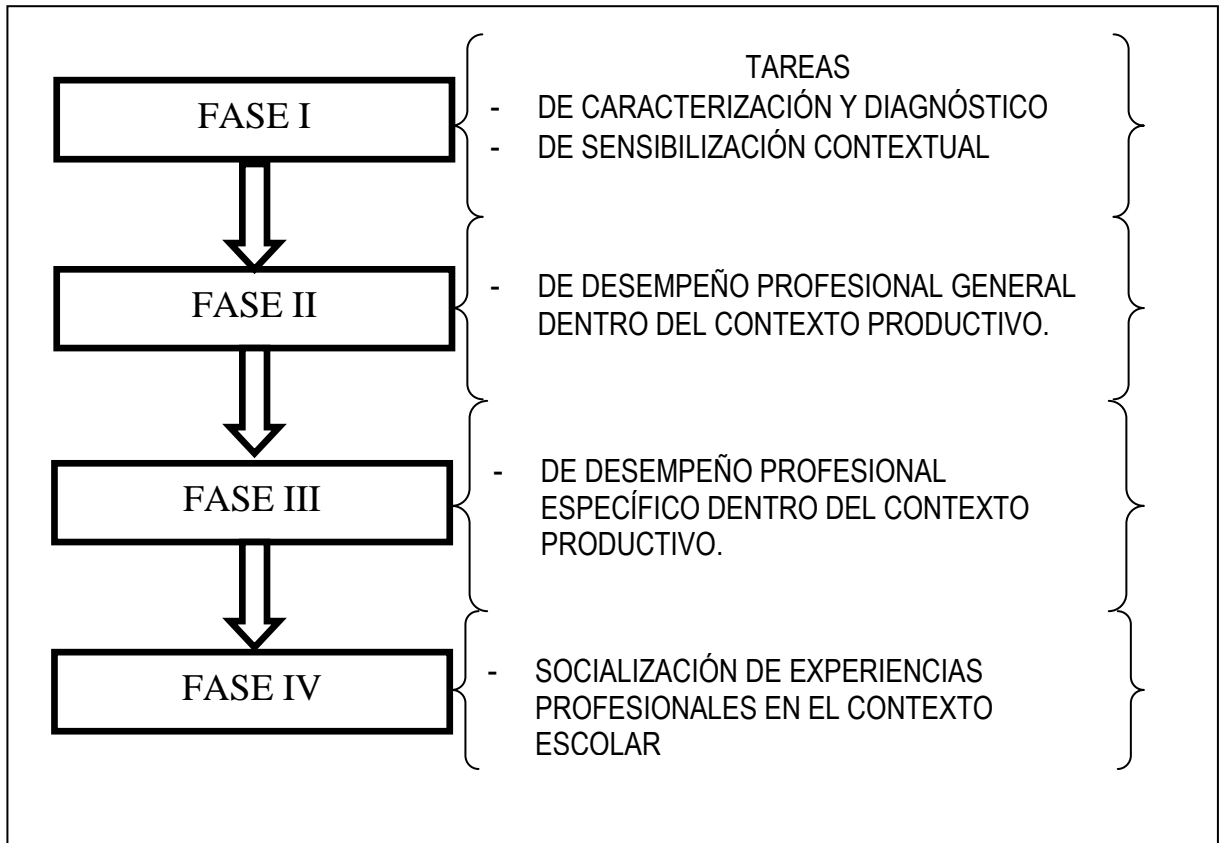 TAREAS
FASE I
- DE CARACTERIZACIÓN Y DIAGNÓSTICO
- DE SENSIBILIZACIÓN CONTEXTUAL
FASE II
- DE DESEMPEÑO PROFESIONAL GENERAL
DENTRO DEL CONTEXTO PRODUCTIVO.
FASE III
- DE DESEMPEÑO PROFESIONAL
ESPECÍFICO DENTRO DEL CONTEXTO
PRODUCTIVO.
FASE IV
- SOCIALIZACIÓN DE EXPERIENCIAS
PROFESIONALES EN EL CONTEXTO
ESCOLAR